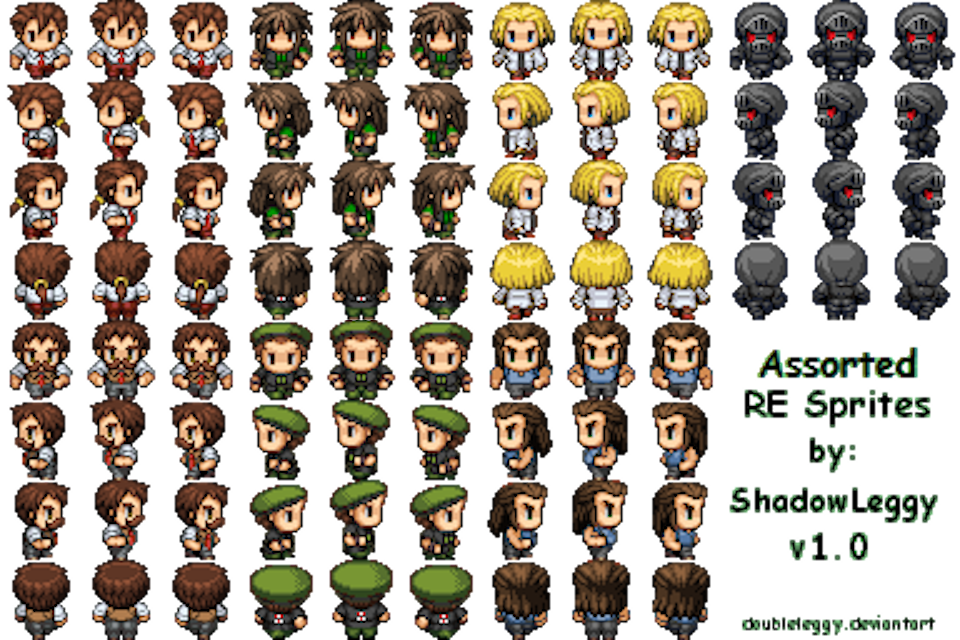 Assorted
RE Sprites
by:
ShadowLeggy
v1.0
doubleleggy.deviantart